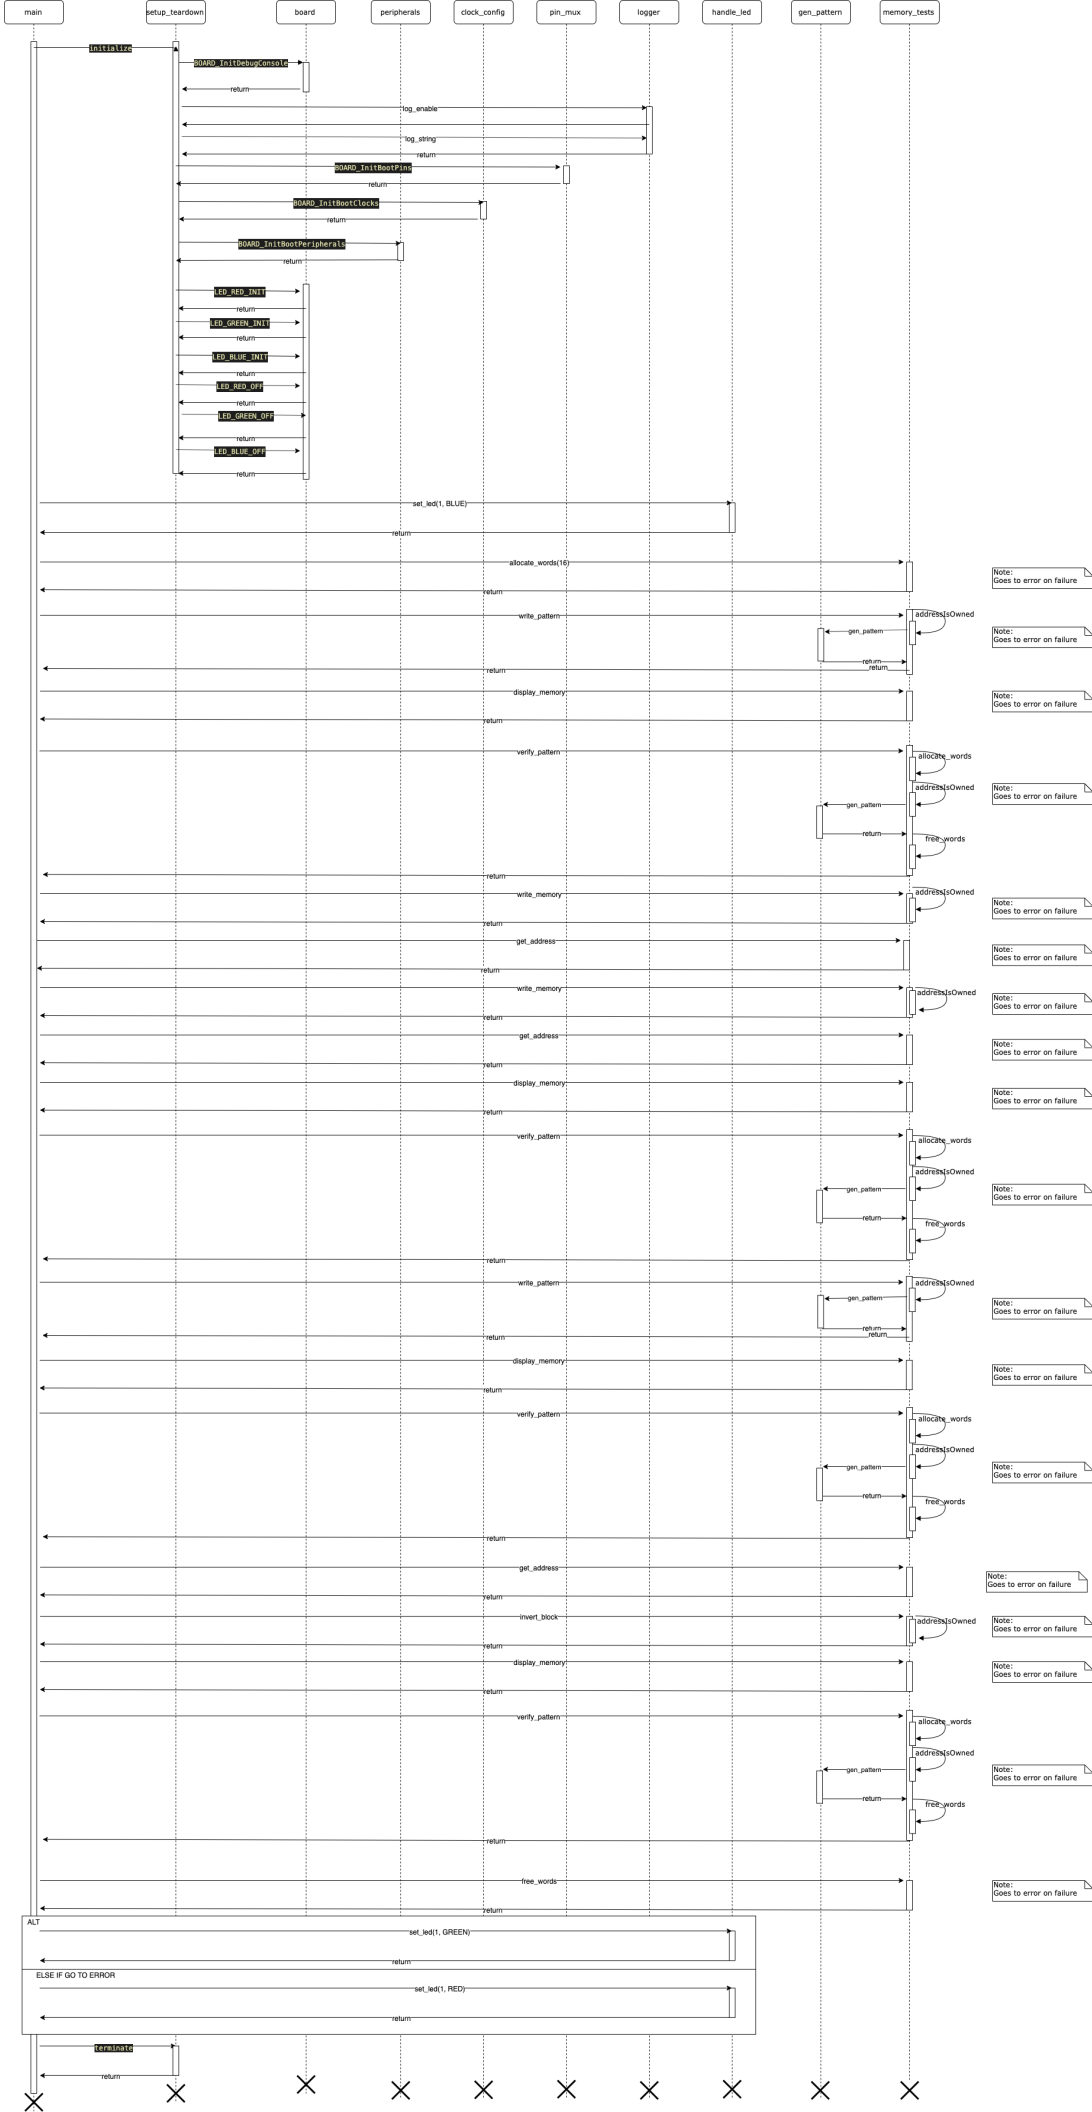 main
setup_teardown
board
peripherals
clock_config
pin_mux
logger
handle_led
gen_pattern
memory_tests
initialize
BOARD_InitDebugConsole
return
log_enable
log_string
return
BOARD_InitBootPins
return
BOARD_InitBootClocks
return
BOARD_InitBootPeripherals
return
LED_RED_INIT
return
LED_GREEN_INIT
return
LED_BLUE_INIT
return
LED_RED_OFF
return
LED_GREEN_OFF
return
LED_BLUE_OFF
return
set_led(1, BLUE)
return
allocate_words(16)
Note:
Goes to error on failure
return
write_pattern
addressIsOwned
gen_pattern
Note:
Goes to error on failure
return
return
return
display_memory
Note:
Goes to error on failure
return
verify_pattern
allocate_words
addressIsOwned
Note:
Goes to error on failure
gen_pattern
return
free_words
return
write_memory
addressIsOwned
Note:
Goes to error on failure
return
get_address
Note:
Goes to error on failure
return
write_memory
addressIsOwned
Note:
Goes to error on failure
return
get_address
Note:
Goes to error on failure
return
display_memory
Note:
Goes to error on failure
return
verify_pattern
allocate_words
addressIsOwned
Note:
Goes to error on failure
gen_pattern
return
free_words
return
write_pattern
addressIsOwned
gen_pattern
Note:
Goes to error on failure
return
return
return
display_memory
Note:
Goes to error on failure
return
verify_pattern
allocate_words
addressIsOwned
Note:
Goes to error on failure
gen_pattern
return
free_words
return
get_address
Note:
Goes to error on failure
return
invert_block
addressIsOwned
Note:
Goes to error on failure
return
display_memory
Note:
Goes to error on failure
return
verify_pattern
allocate_words
addressIsOwned
Note:
Goes to error on failure
gen_pattern
return
free_words
return
free_words
Note:
Goes to error on failure
return
ALT
set_led(1, GREEN)
return
ELSE IF GO TO ERROR
set_led(1, RED)
return
terminate
return